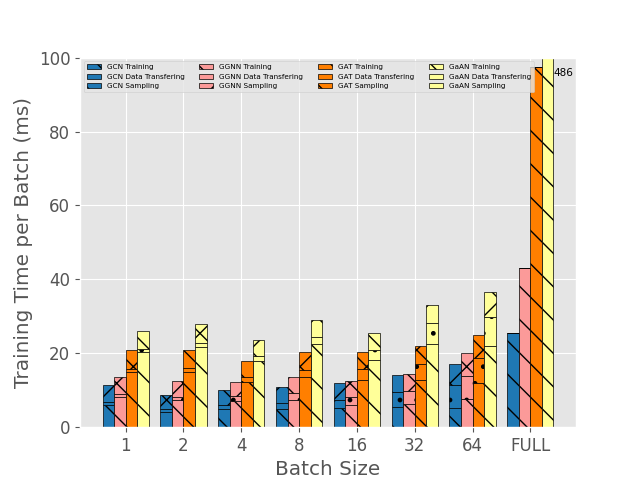 GCN Training
GCN Data Transfering
GCN Sampling
GGNN Training
GGNN Data Transfering
GGNN Sampling
GAT Training
GAT Data Transfering
GAT Sampling
GaAN Training
GaAN Data Transfering
GaAN Sampling
486
Training Time per Batch (ms)
100
80
60
40
20
0
1 2 4 8 16 32 64 FULL
Batch Size